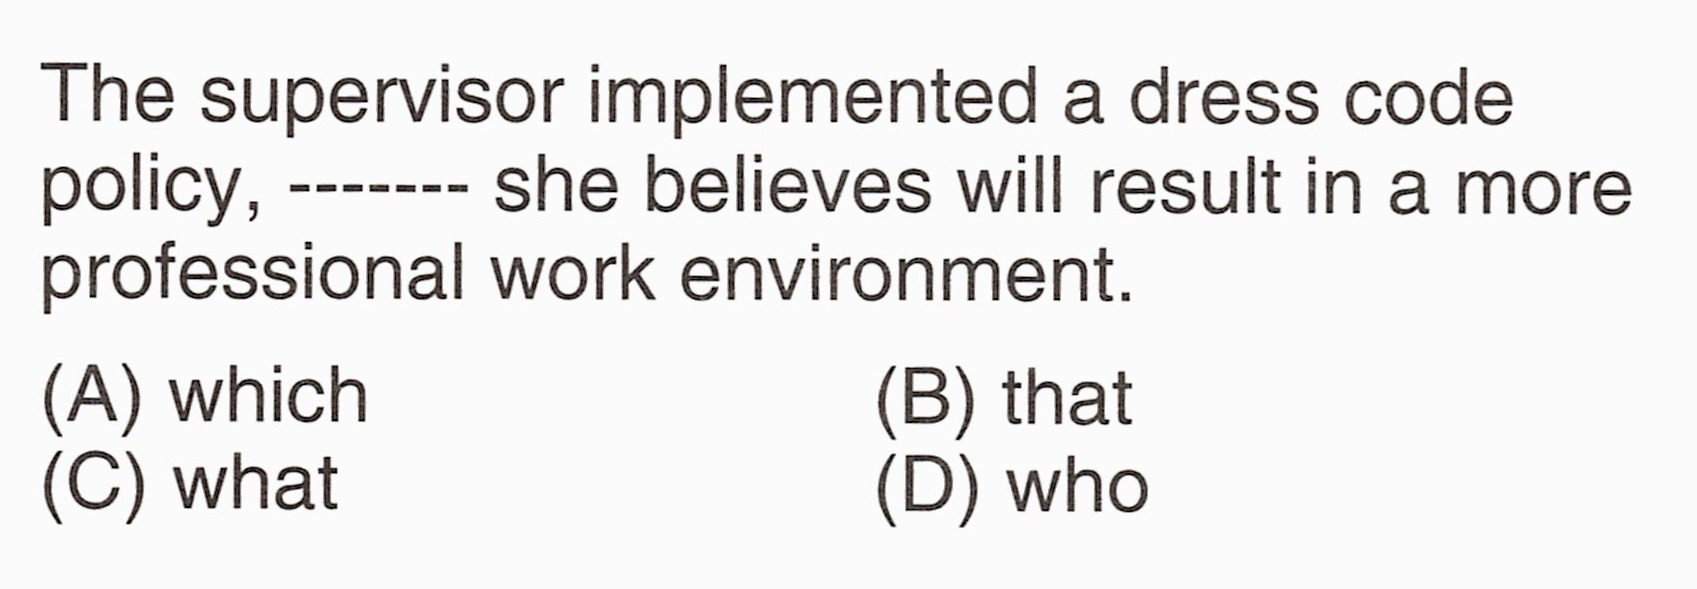 The supervisor implemented a dress code
policy, ------- she believes will result in a more
professional work environment.
(A) which (B) that
(C) what (D) who